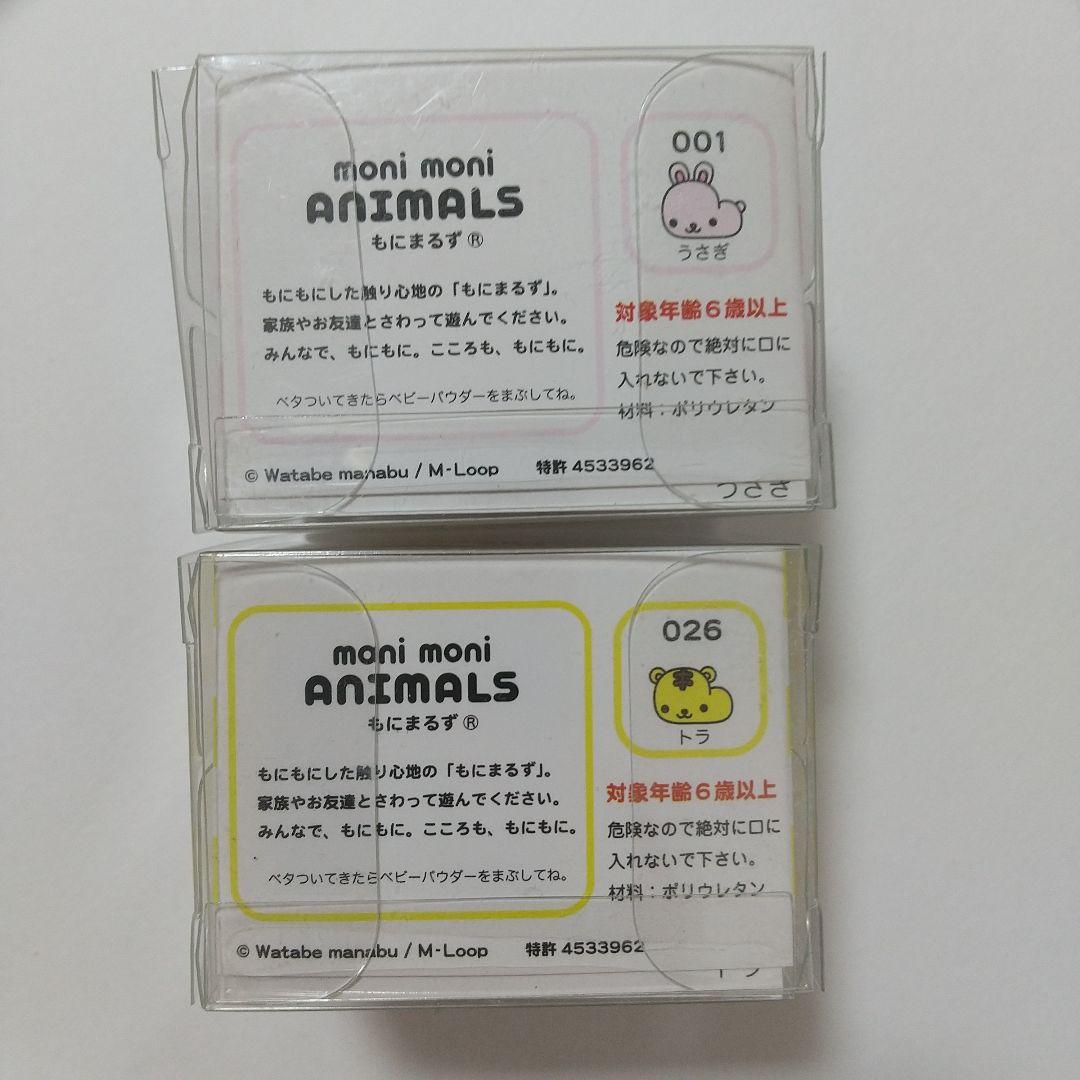 moni moni
ANIMALS
もにまるず®
もにもにした触り心地の「もにまるず」。
家族やお友達とさわって遊んでください。
みんなで、もにもに。こころも、もにもに。
ベタついてきたらベビーパウダーをまぶしてね。
© Watabe manabu / M-Loop 特許 4533962
001
うさぎ
対象年齢6歳以上
危険なので絶対に口に
入れないで下さい。
材料：ポリウレタン
うさぎ
moni moni
ANIMALS
もにまるず®
もにもにした触り心地の「もにまるず」。
家族やお友達とさわって遊んでください。
みんなで、もにもに。こころも、もにもに。
ベタついてきたらベビーパウダーをまぶしてね。
© Watabe manabu / M-Loop 特許 4533962
026
トラ
対象年齢6歳以上
危険なので絶対に口に
入れないで下さい。
材料：ポリウレタン
トラ